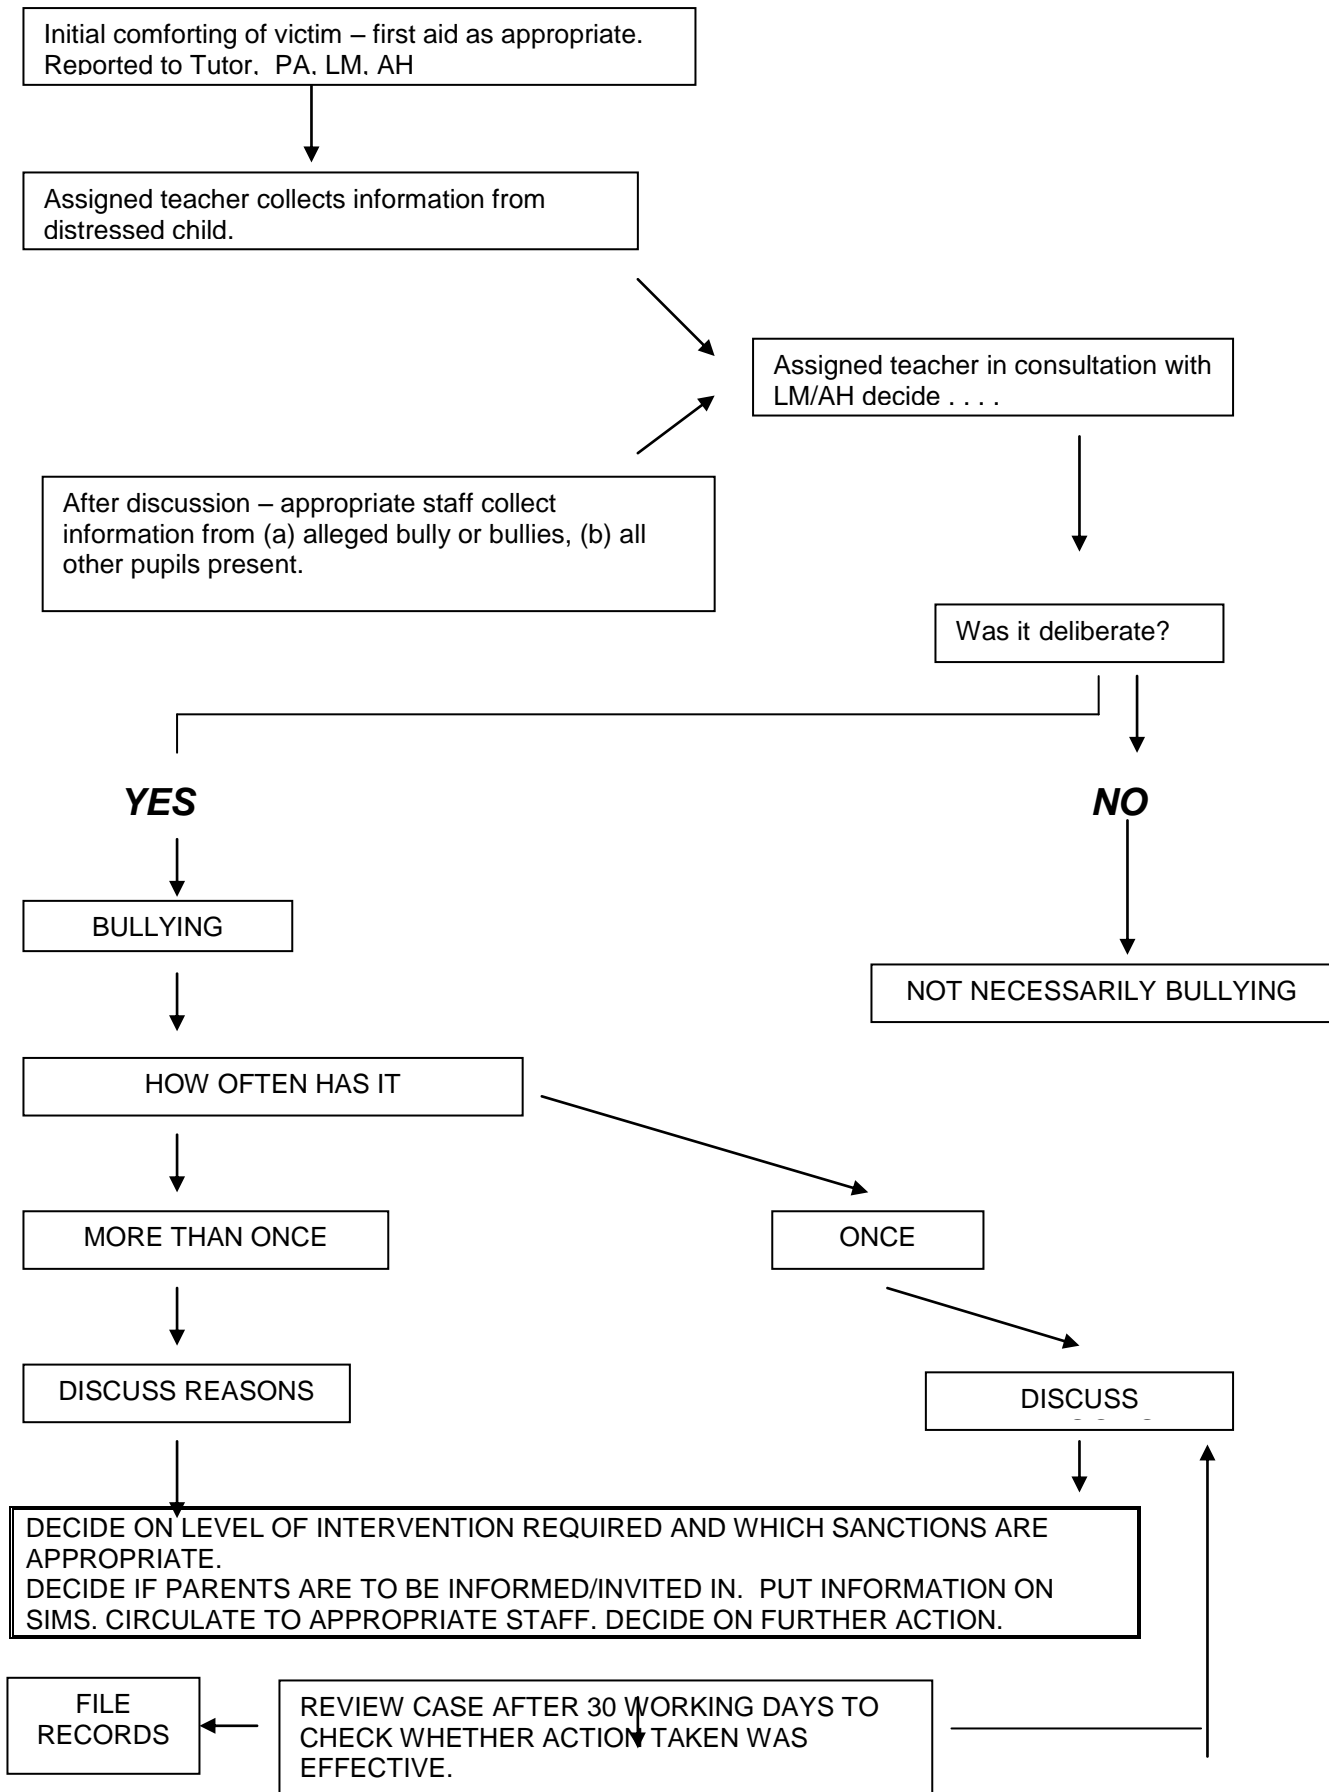 Initial comforting of victim – first aid as appropriate.
Reported to Tutor, PA, LM, AH
Assigned teacher collects information from
distressed child.
Assigned teacher in consultation with
LM/AH decide . . . .
After discussion – appropriate staff collect
information from (a) alleged bully or bullies, (b) all
other pupils present.
Was it deliberate?
YES
NO
BULLYING
NOT NECESSARILY BULLYING
HOW OFTEN HAS IT
MORE THAN ONCE
ONCE
DISCUSS REASONS
DISCUSS
DECIDE ON LEVEL OF INTERVENTION REQUIRED AND WHICH SANCTIONS ARE
APPROPRIATE.
DECIDE IF PARENTS ARE TO BE INFORMED/INVITED IN. PUT INFORMATION ON
SIMS. CIRCULATE TO APPROPRIATE STAFF. DECIDE ON FURTHER ACTION.
FILE
RECORDS
REVIEW CASE AFTER 30 WORKING DAYS TO
CHECK WHETHER ACTION TAKEN WAS
EFFECTIVE.